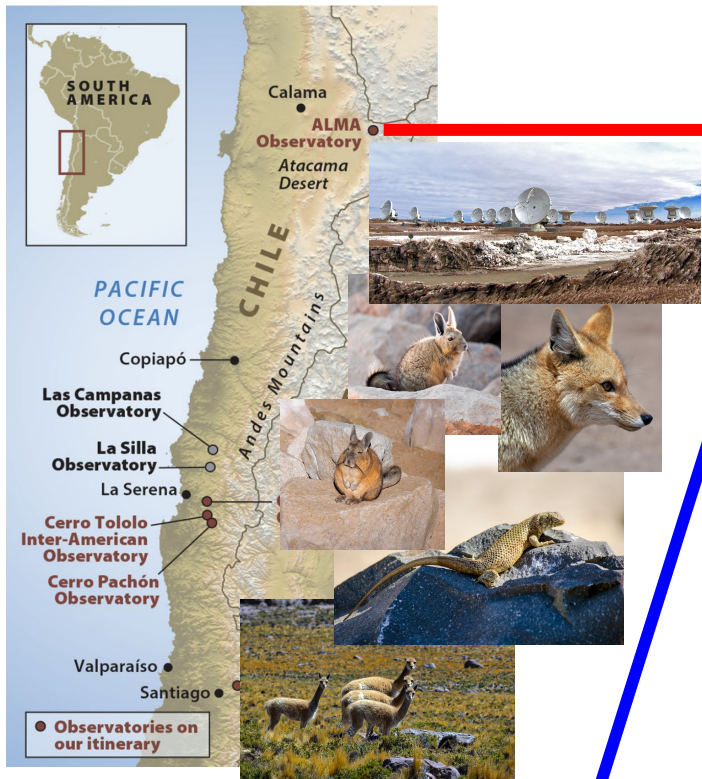 SOUTH
AMERICA
Calama
ALMA
Observatory
Atacama
Desert
CHILE
PACIFIC
OCEAN
Andes Mountains
Copiapó
Las Campanas
Observatory
La Silla
Observatory
La Serena
Cerro Tololo
Inter-American
Observatory
Cerro Pachón
Observatory
Valparaíso
Santiago
Observatories on
our itinerary